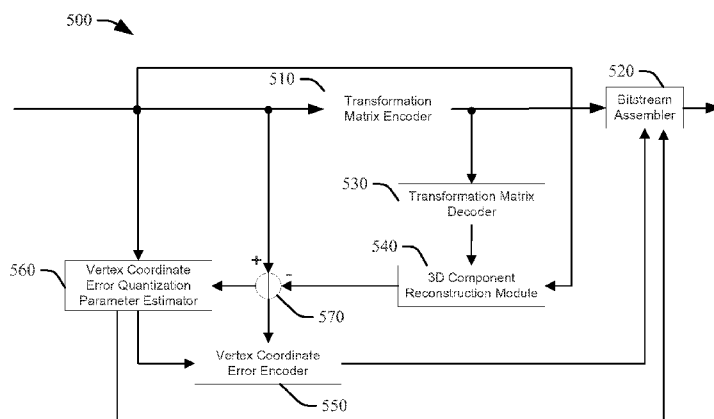 500
510
520
Transformation
Matrix Encoder
Bitstream
Assembler
530
Transformation Matrix
Decoder
540
560
Vertex Coordinate
Error Quantization
Parameter Estimator
+
-
3D Component
Reconstruction Module
570
Vertex Coordinate
Error Encoder
550